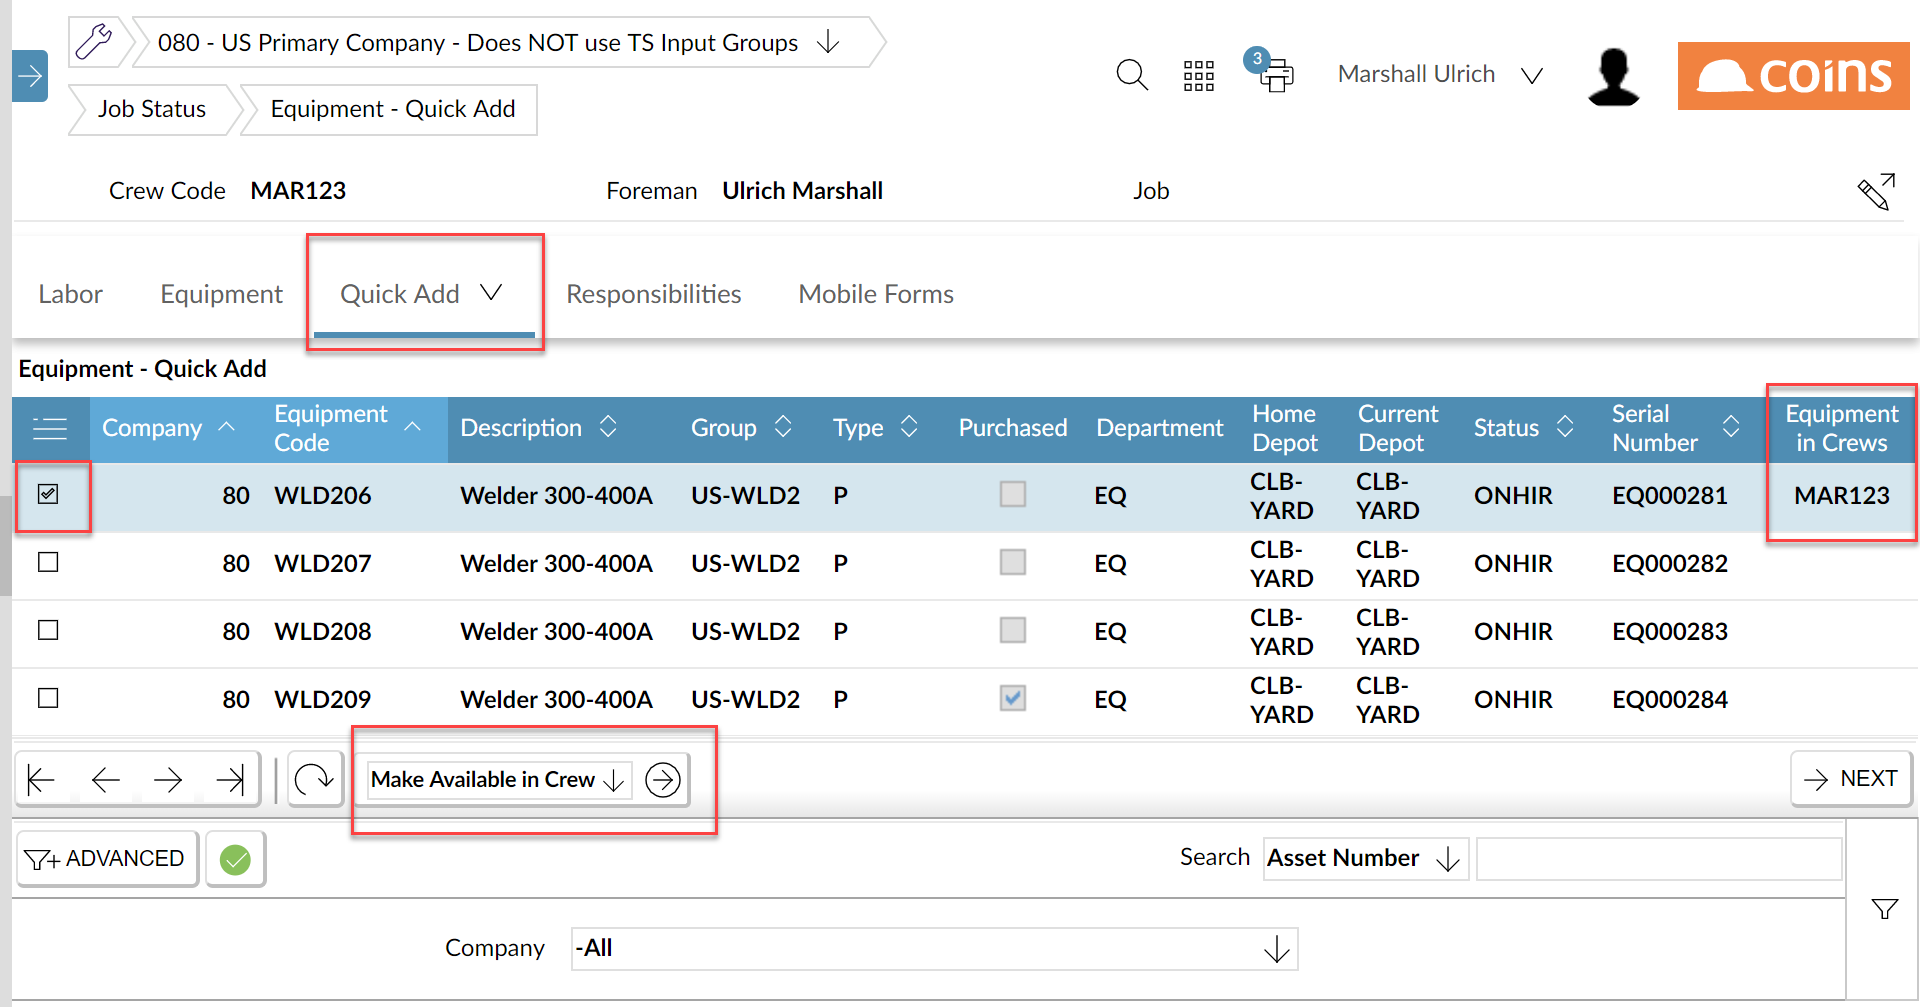 080 - US Primary Company - Does NOT use TS Input Groups
3
Marshall Ulrich
coins
Job Status
Equipment - Quick Add
Crew Code MAR123 Foreman Ulrich Marshall Job
Labor Equipment Quick Add Responsibilities Mobile Forms
Equipment - Quick Add
Company Equipment Code Description Group Type Purchased Department Home Depot Current Depot Status Serial Number Equipment in Crews
80 WLD206 Welder 300-400A US-WLD2 P EQ CLB-YARD CLB-YARD ONHIR EQ000281 MAR123
80 WLD207 Welder 300-400A US-WLD2 P EQ CLB-YARD CLB-YARD ONHIR EQ000282
80 WLD208 Welder 300-400A US-WLD2 P EQ CLB-YARD CLB-YARD ONHIR EQ000283
80 WLD209 Welder 300-400A US-WLD2 P EQ CLB-YARD CLB-YARD ONHIR EQ000284
Make Available in Crew
NEXT
ADVANCED
Search Asset Number
Company -All